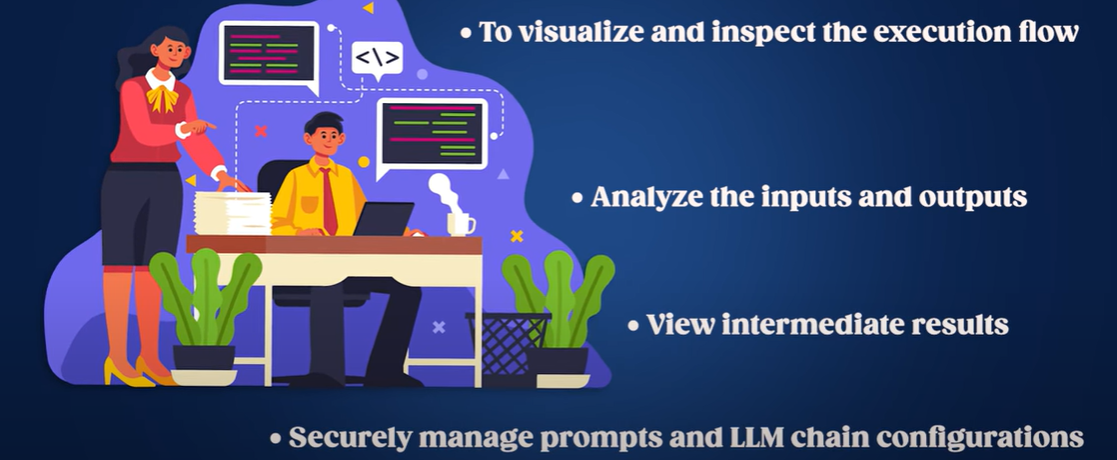 • To visualize and inspect the execution flow
</>
• Analyze the inputs and outputs
• View intermediate results
• Securely manage prompts and LLM chain configurations